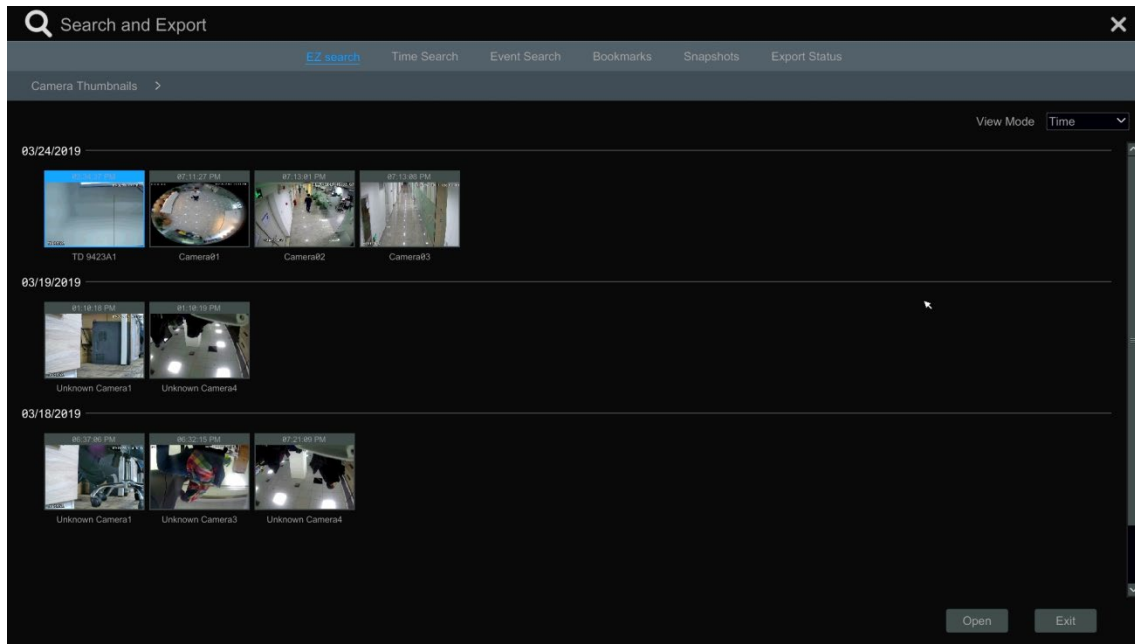 Search and Export
EZ search Time Search Event Search Bookmarks Snapshots Export Status
Camera Thumbnails >
View Mode Time
03/24/2019
07:11:27 PM 07:13:01 PM 07:13:08 PM
TD 9423A1 Camera01 Camera02 Camera03
03/19/2019
01:10:18 PM 01:10:19 PM
Unknown Camera1 Unknown Camera4
03/18/2019
06:37:06 PM 06:32:15 PM 07:21:09 PM
Unknown Camera1 Unknown Camera3 Unknown Camera4
Open Exit